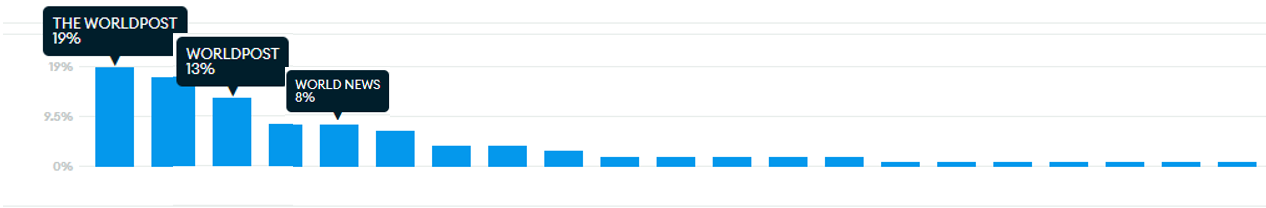 THE WORLDPOST
19%
WORLDPOST
13%
WORLD NEWS
8%
19%
9.5%
0%